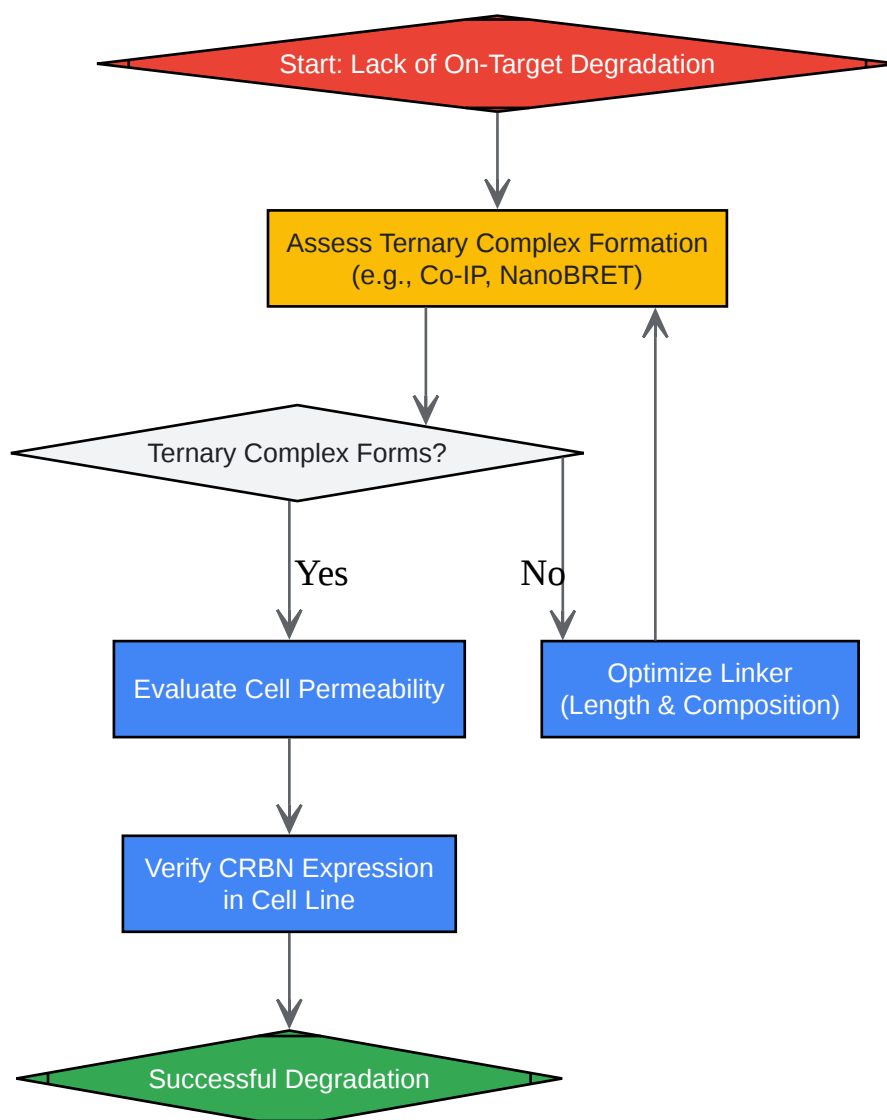 Start: Lack of On-Target Degradation
Assess Ternary Complex Formation
(e.g., Co-IP, NanoBRET)
Ternary Complex Forms?
Yes
No
Evaluate Cell Permeability
Optimize Linker
(Length & Composition)
Verify CRBN Expression
in Cell Line
Successful Degradation